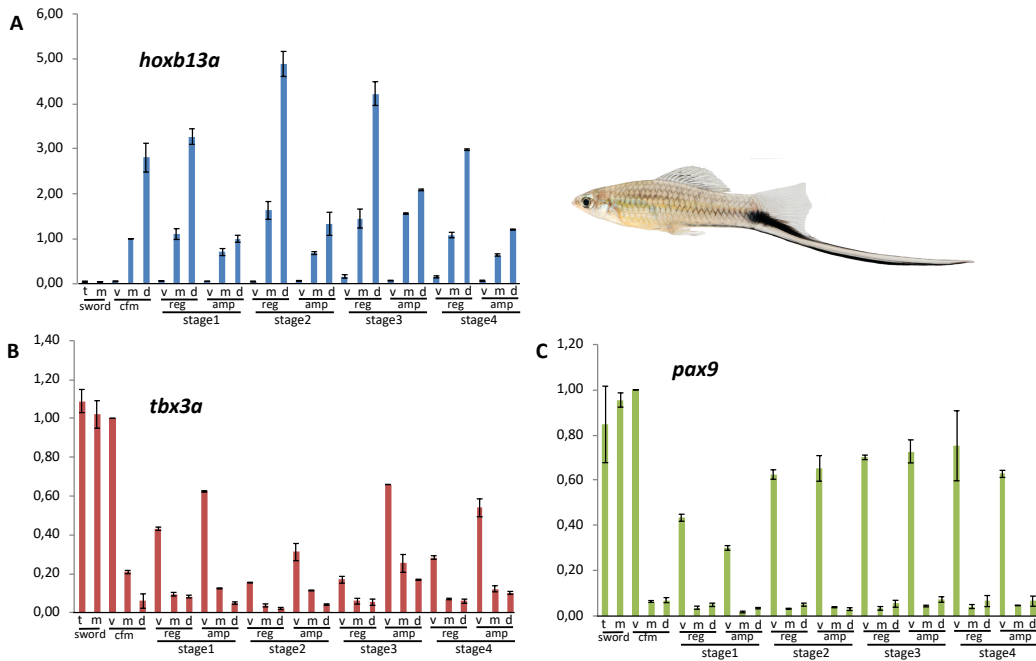 A
hoxb13a
6,00
5,00
4,00
3,00
2,00
1,00
0,00
t m v m d v m d v m d v m d v m d v m d v m d v m d v m d
sword cfm reg amp reg amp reg amp reg amp
stage1 stage2 stage3 stage4
B
tbx3a
1,40
1,20
1,00
0,80
0,60
0,40
0,20
0,00
t m v m d v m d v m d v m d v m d v m d v m d v m d v m d
sword cfm reg amp reg amp reg amp reg amp
stage1 stage2 stage3 stage4
C
pax9
1,20
1,00
0,80
0,60
0,40
0,20
0,00
t m v m d v m d v m d v m d v m d v m d v m d v m d v m d
sword cfm reg amp reg amp reg amp reg amp
stage1 stage2 stage3 stage4